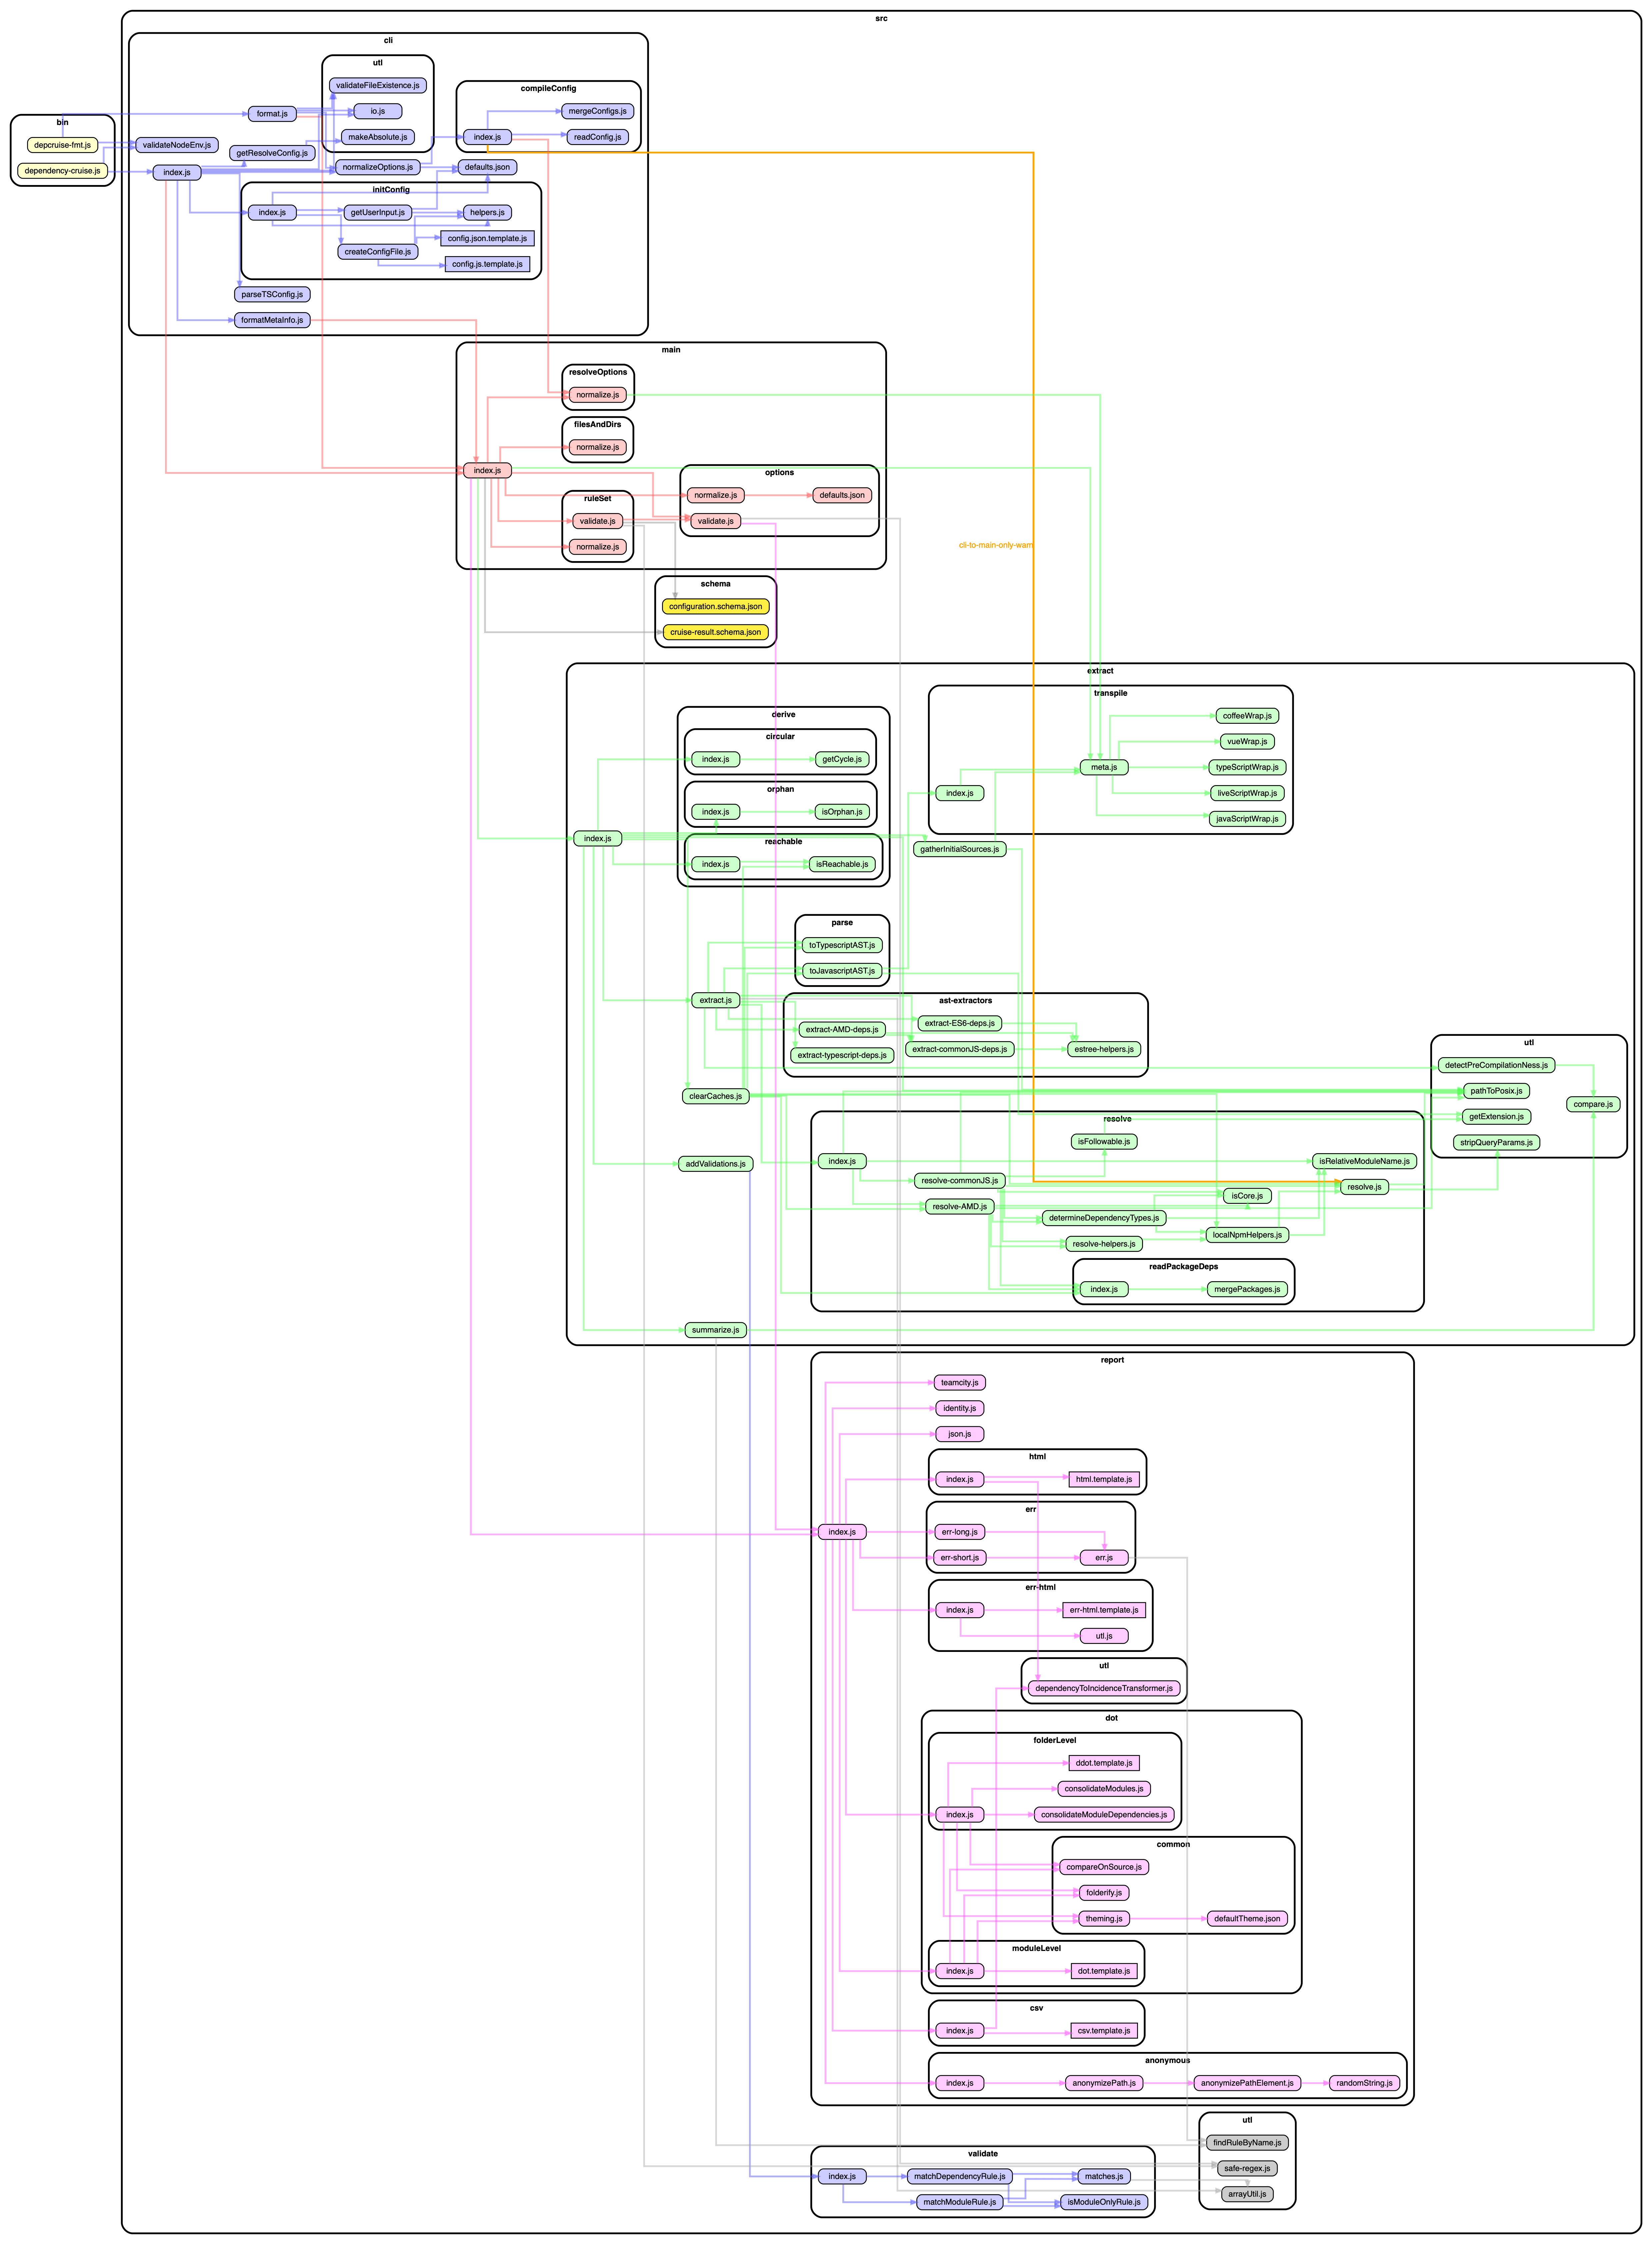 src
cli
utl
validateFileExistence.js
io.js
makeAbsolute.js
compileConfig
mergeConfigs.js
index.js
readConfig.js
bin
depcruise-fmt.js
dependency-cruise.js
format.js
validateNodeEnv.js
getResolveConfig.js
index.js
normalizeOptions.js
defaults.json
initConfig
index.js
getUserInput.js
helpers.js
createConfigFile.js
config.json.template.js
config.js.template.js
parseTSConfig.js
formatMetaInfo.js
main
resolveOptions
normalize.js
filesAndDirs
normalize.js
index.js
options
normalize.js
defaults.json
validate.js
ruleSet
validate.js
normalize.js
cli-to-main-only-warn
schema
configuration.schema.json
cruise-result.schema.json
extract
transpile
coffeeWrap.js
vueWrap.js
meta.js
typeScriptWrap.js
index.js
liveScriptWrap.js
javaScriptWrap.js
derive
circular
index.js
getCycle.js
orphan
index.js
isOrphan.js
reachable
index.js
isReachable.js
index.js
gatherInitialSources.js
parse
toTypescriptAST.js
toJavascriptAST.js
extract.js
ast-extractors
extract-ES6-deps.js
extract-AMD-deps.js
extract-commonJS-deps.js
estree-helpers.js
extract-typescript-deps.js
utl
detectPreCompilationNess.js
pathToPosix.js
compare.js
getExtension.js
stripQueryParams.js
clearCaches.js
resolve
isFollowable.js
index.js
isRelativeModuleName.js
resolve-commonJS.js
resolve.js
isCore.js
resolve-AMD.js
determineDependencyTypes.js
localNpmHelpers.js
resolve-helpers.js
readPackageDeps
index.js
mergePackages.js
addValidations.js
summarize.js
report
teamcity.js
identity.js
json.js
html
index.js
html.template.js
index.js
err
err-long.js
err-short.js
err.js
err-html
index.js
err-html.template.js
utl.js
utl
dependencyToIncidenceTransformer.js
dot
folderLevel
ddot.template.js
consolidateModules.js
index.js
consolidateModuleDependencies.js
common
compareOnSource.js
folderify.js
theming.js
defaultTheme.json
moduleLevel
index.js
dot.template.js
csv
index.js
csv.template.js
anonymous
index.js
anonymizePath.js
anonymizePathElement.js
randomString.js
utl
findRuleByName.js
safe-regex.js
arrayUtil.js
validate
index.js
matchDependencyRule.js
matches.js
matchModuleRule.js
isModuleOnlyRule.js